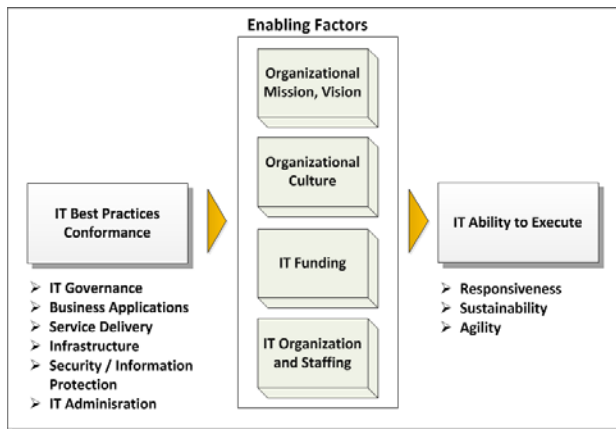 Enabling Factors
Organizational
Mission, Vision
Organizational
Culture
IT Funding
IT Organization
and Staffing
IT Best Practices
Conformance
➢ IT Governance
➢ Business Applications
➢ Service Delivery
➢ Infrastructure
➢ Security / Information
Protection
➢ IT Adminisration
IT Ability to Execute
➢ Responsiveness
➢ Sustainability
➢ Agility